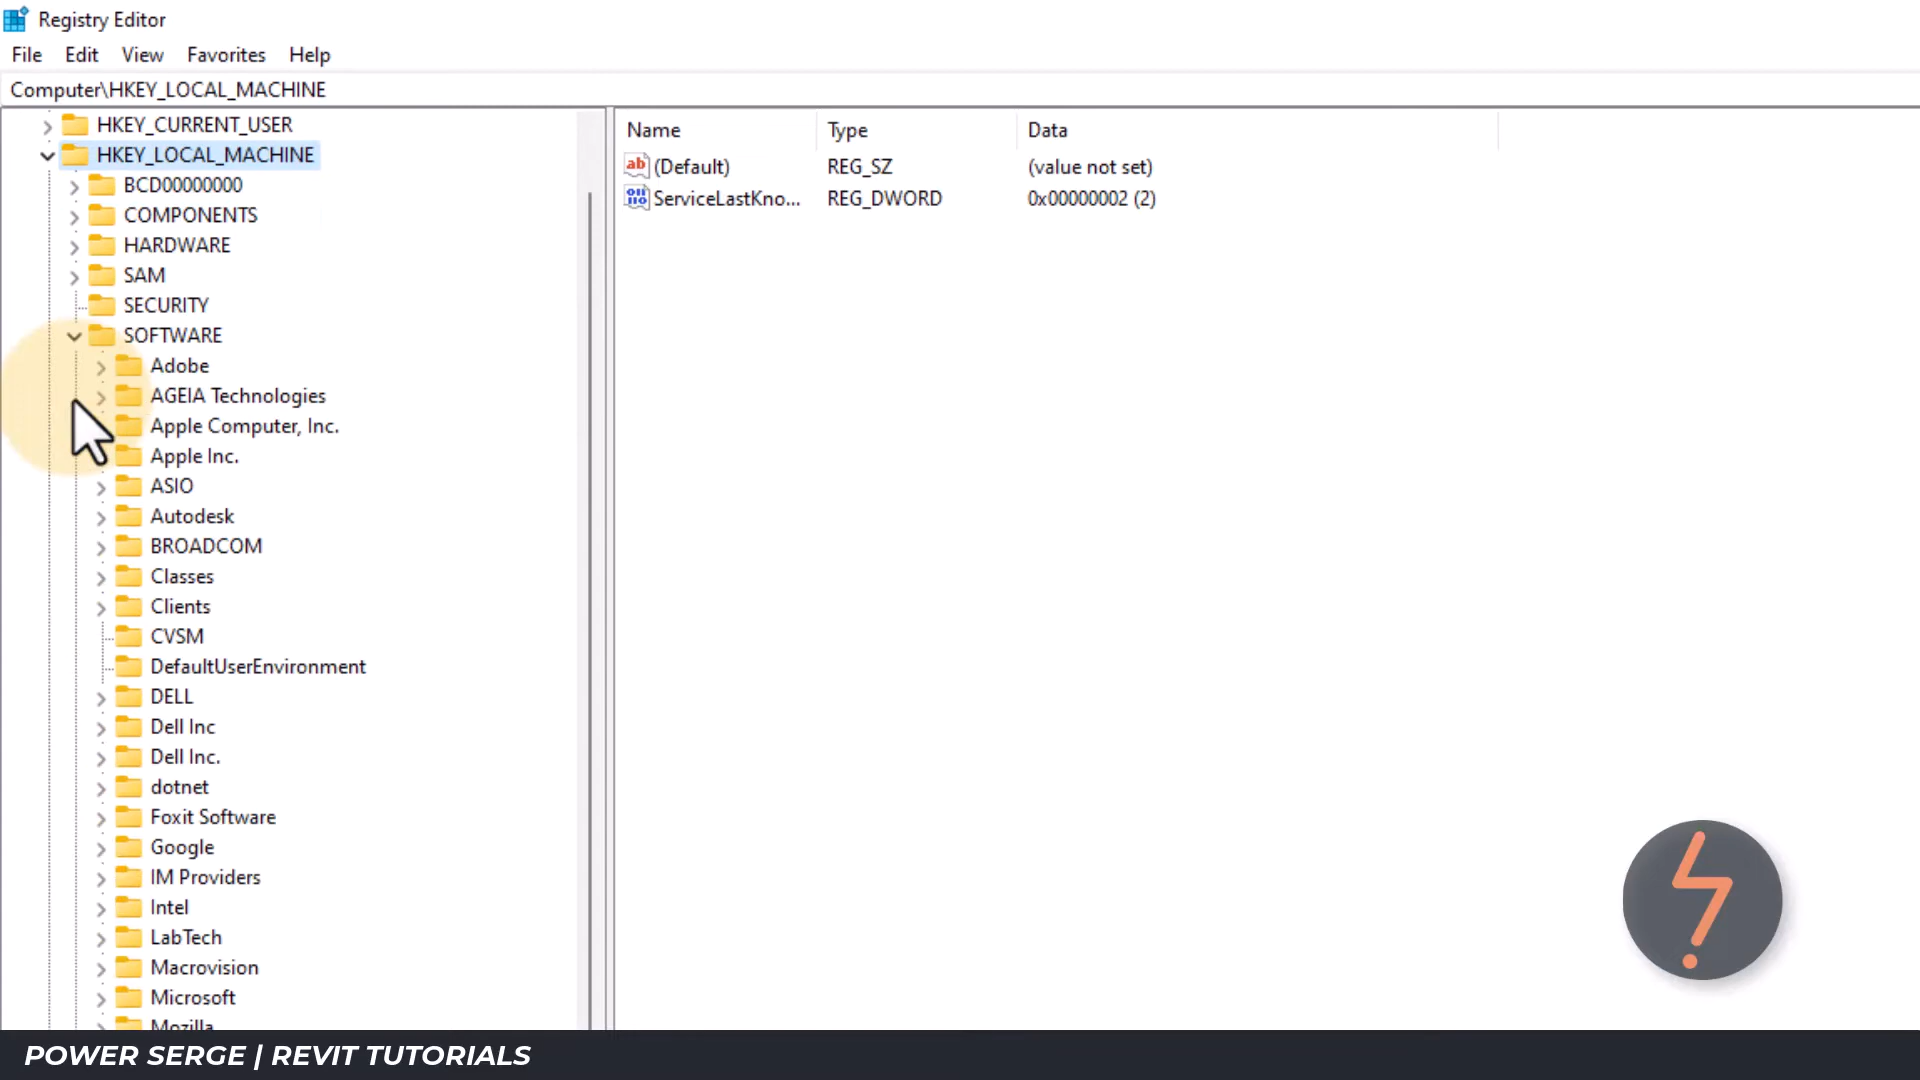 Registry Editor
File Edit View Favorites Help
Computer\HKEY_LOCAL_MACHINE
HKEY_CURRENT_USER
HKEY_LOCAL_MACHINE
BCD00000000
COMPONENTS
HARDWARE
SAM
SECURITY
SOFTWARE
Adobe
AGEIA Technologies
Apple Computer, Inc.
Apple Inc.
ASIO
Autodesk
BROADCOM
Classes
Clients
CVSM
DefaultUserEnvironment
DELL
Dell Inc
Dell Inc.
dotnet
Foxit Software
Google
IM Providers
Intel
LabTech
Macrovision
Microsoft
Mozilla
Name Type Data
(Default) REG_SZ (value not set)
ServiceLastKno... REG_DWORD 0x00000002 (2)
POWER SERGE | REVIT TUTORIALS